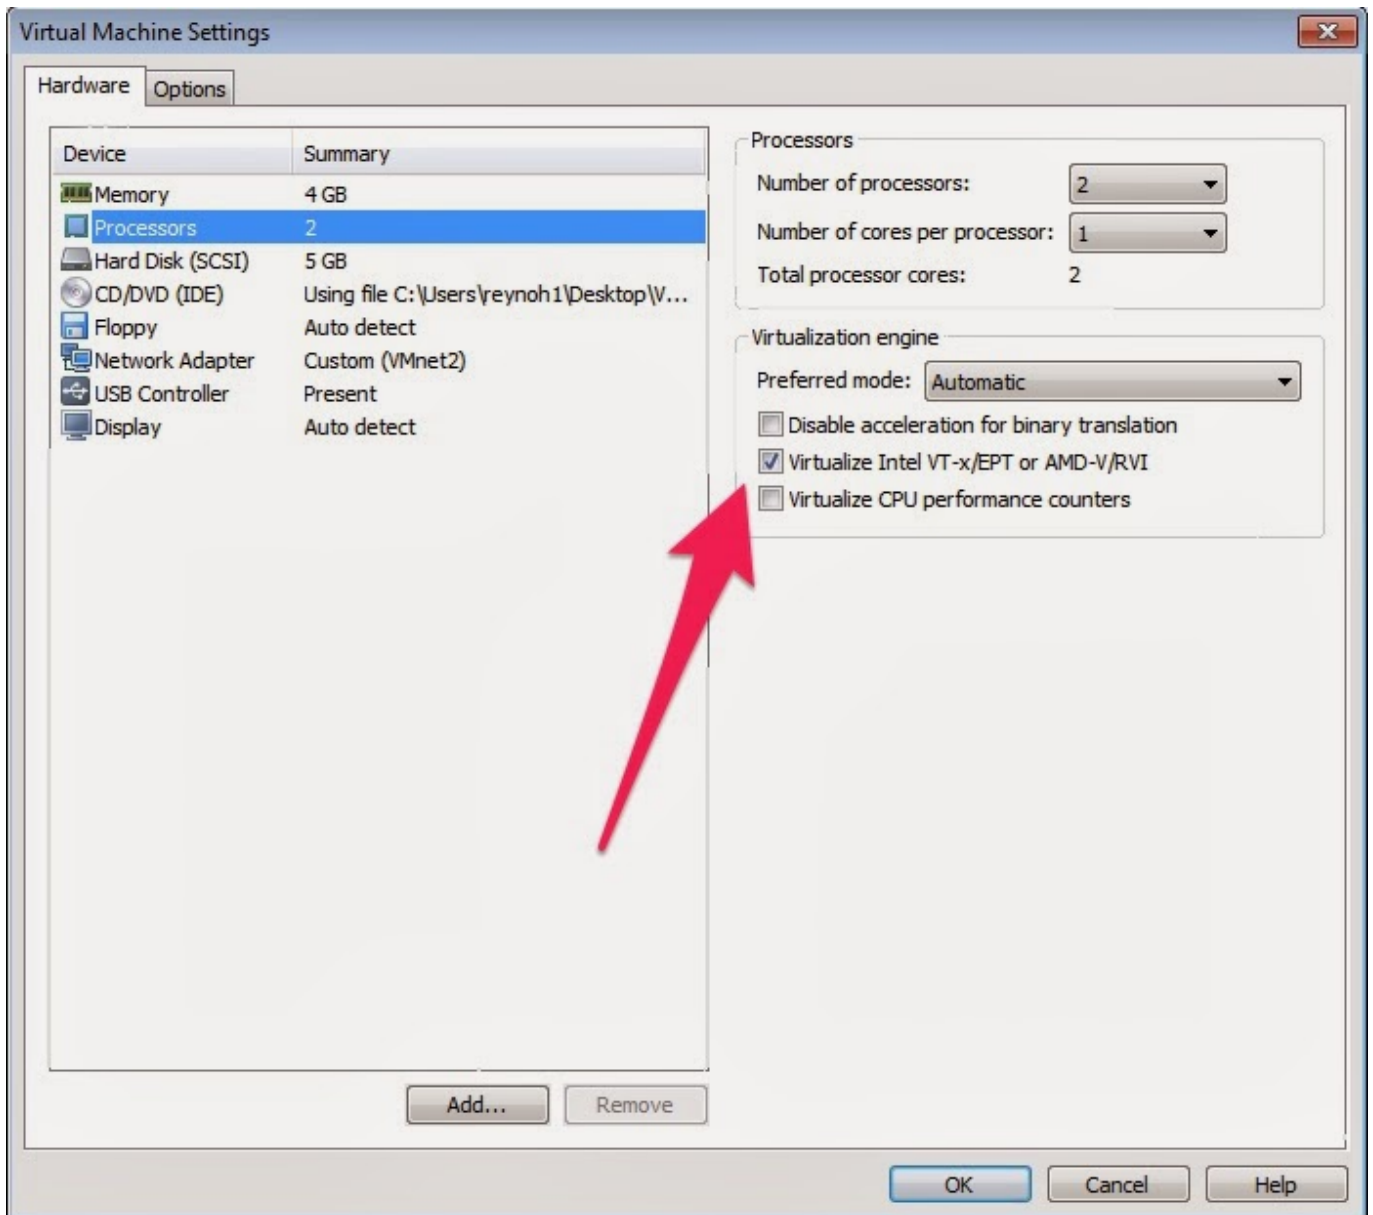 Virtual Machine Settings
Hardware Options
Device Summary
Memory 4 GB
Processors 2
Hard Disk (SCSI) 5 GB
CD/DVD (IDE) Using file C:\Users\reynoh1\Desktop\V...
Floppy Auto detect
Network Adapter Custom (VMnet2)
USB Controller Present
Display Auto detect
Add... Remove
Processors
Number of processors: 2
Number of cores per processor: 1
Total processor cores: 2
Virtualization engine
Preferred mode: Automatic
Disable acceleration for binary translation
Virtualize Intel VT-x/EPT or AMD-V/RVI
Virtualize CPU performance counters
OK Cancel Help